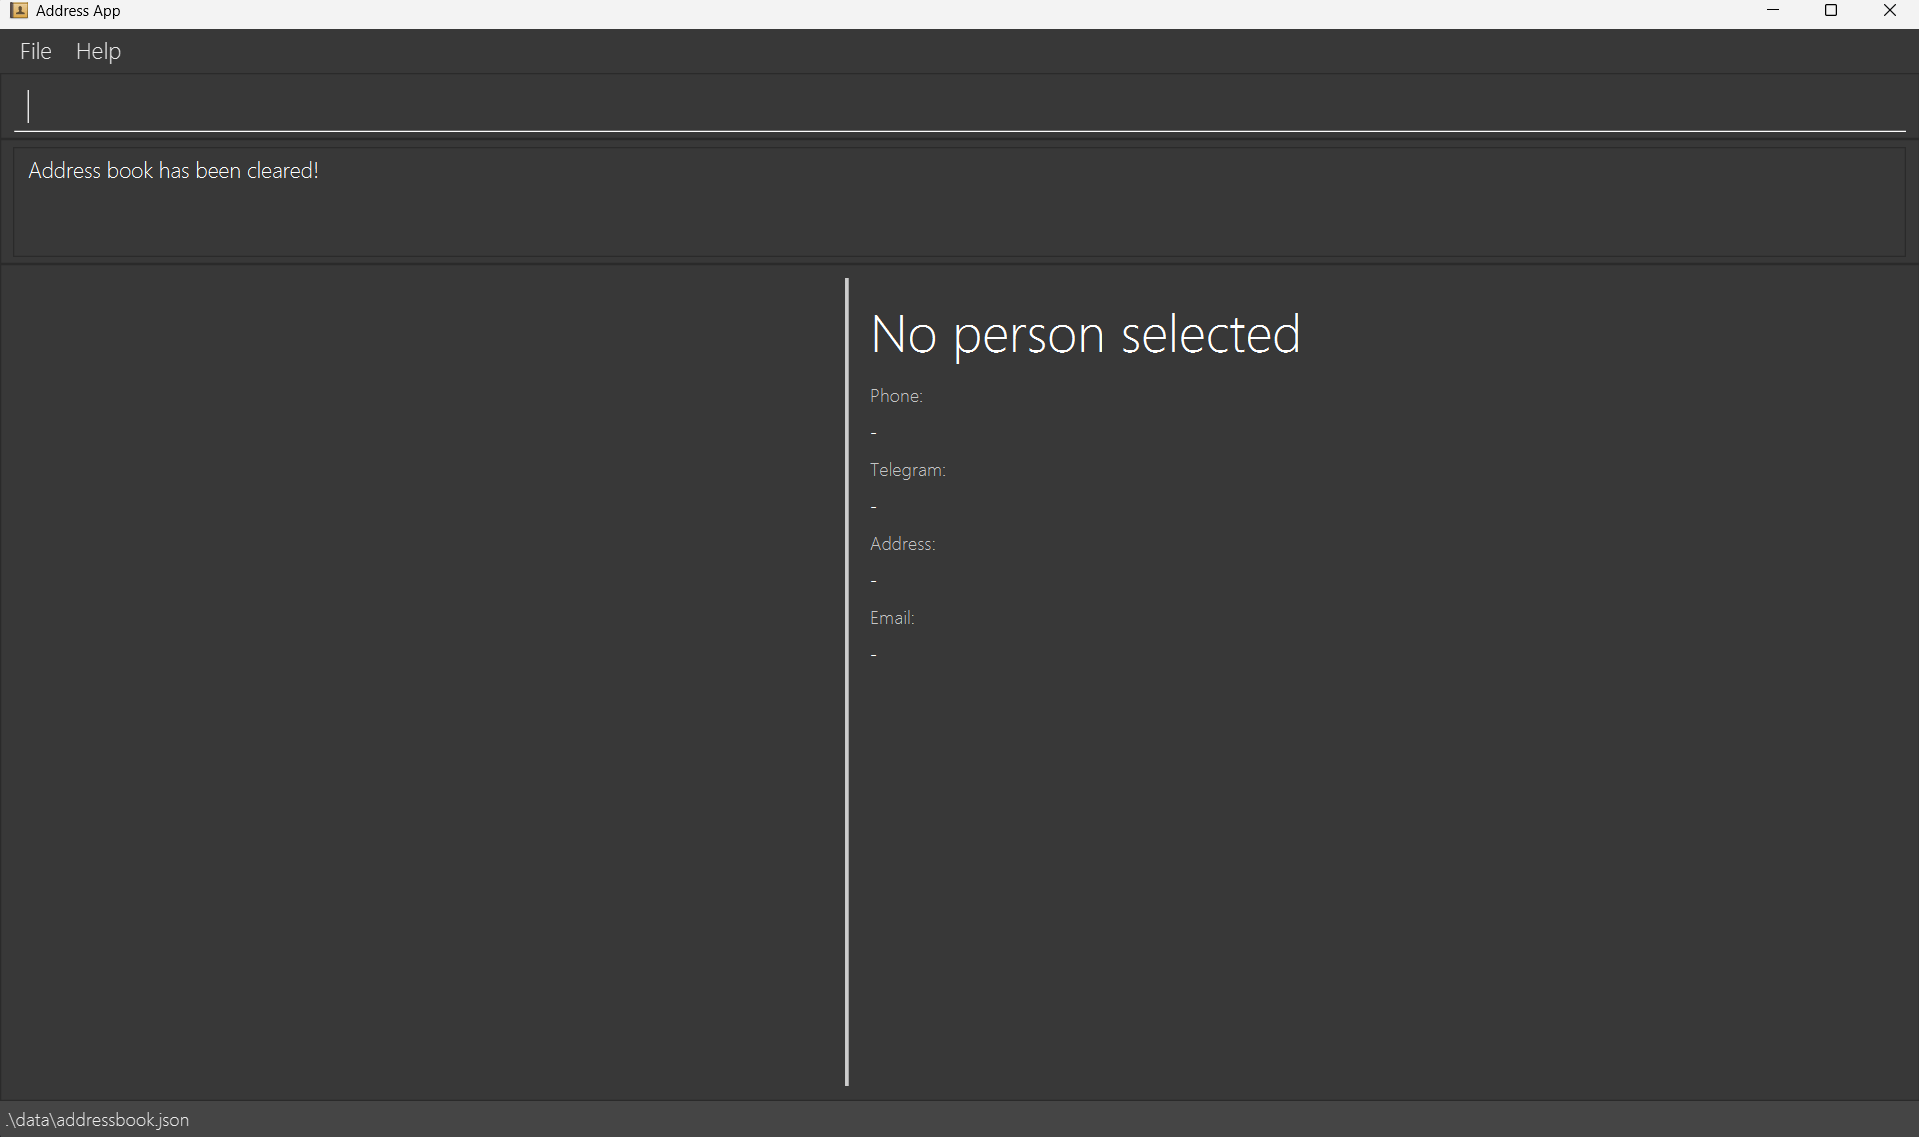 Address App
File Help
Address book has been cleared!
No person selected
Phone:
-
Telegram:
-
Address:
-
Email:
-
.\data\addressbook.json